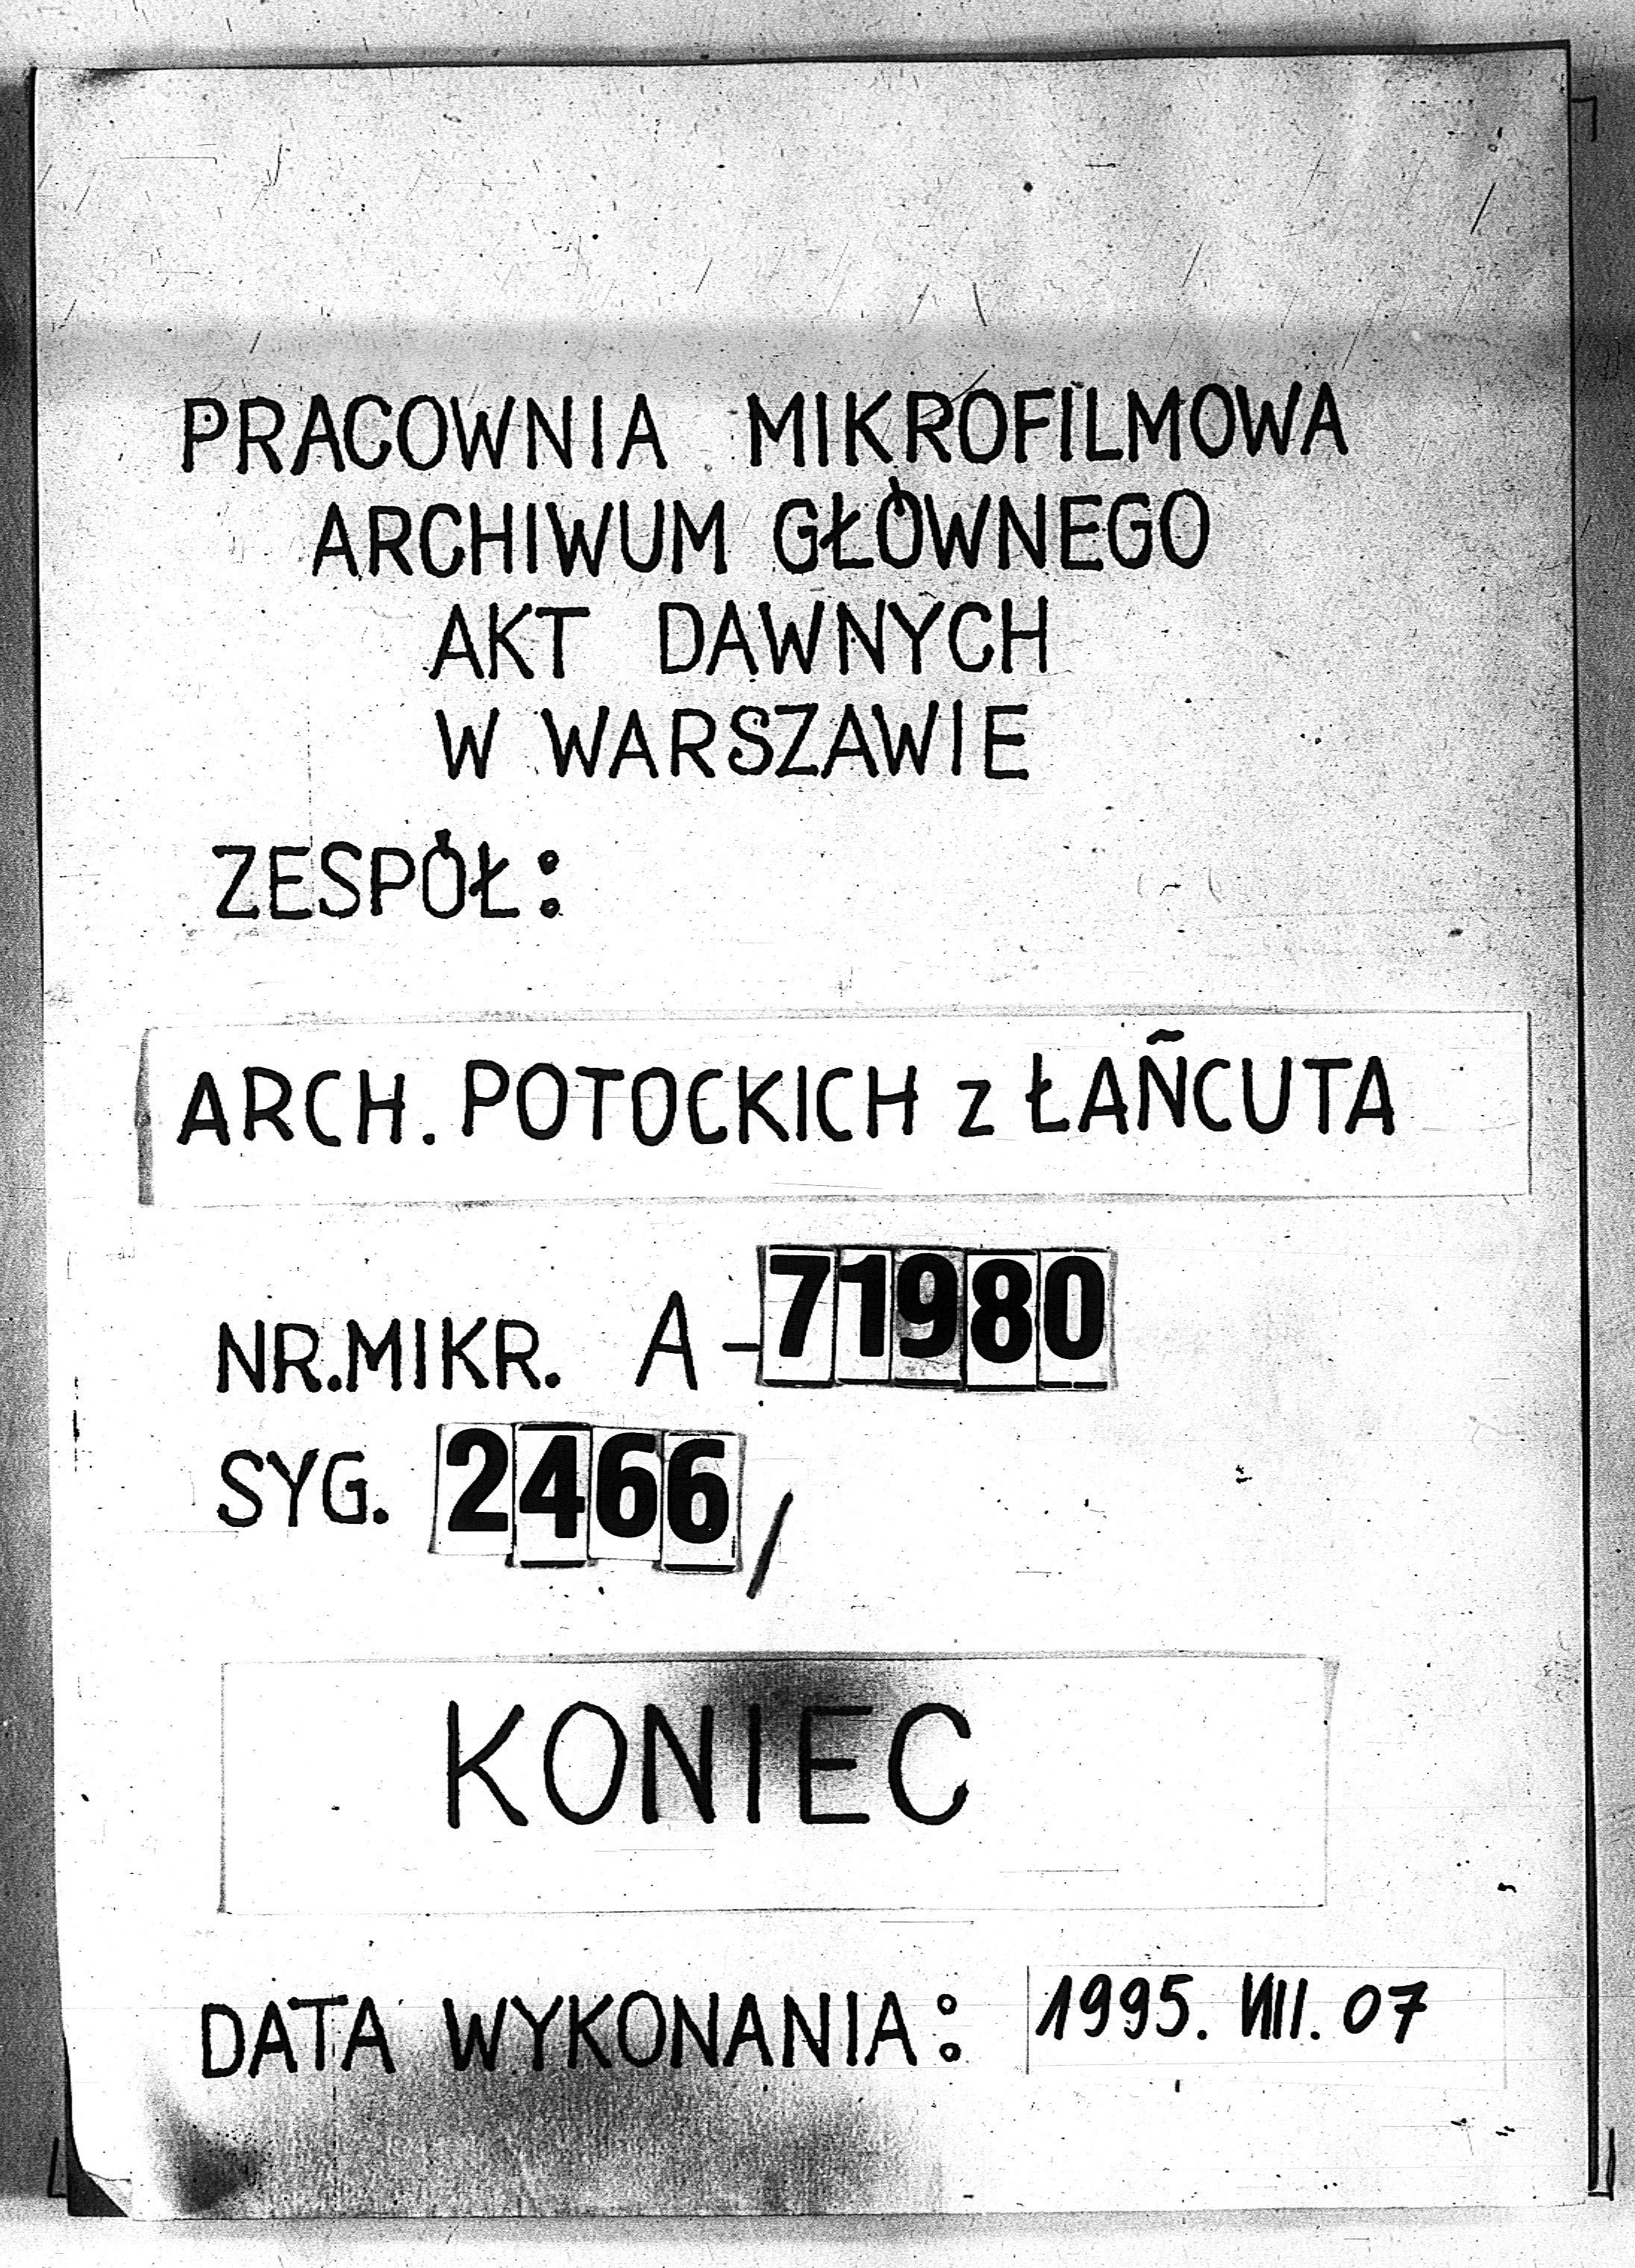 PRACOWNIA MIKROFILMOWA
ARCHIWUM GŁÓWNEGO
AKT DAWNYCH
W WARSZAWIE
ZESPÓŁ:
ARCH. POTOCKICH z ŁAŃCUTA
NR.MIKR. A-71980
SYG. 2466/
KONIEC
DATA WYKONANIA: 1995. VIII. 07